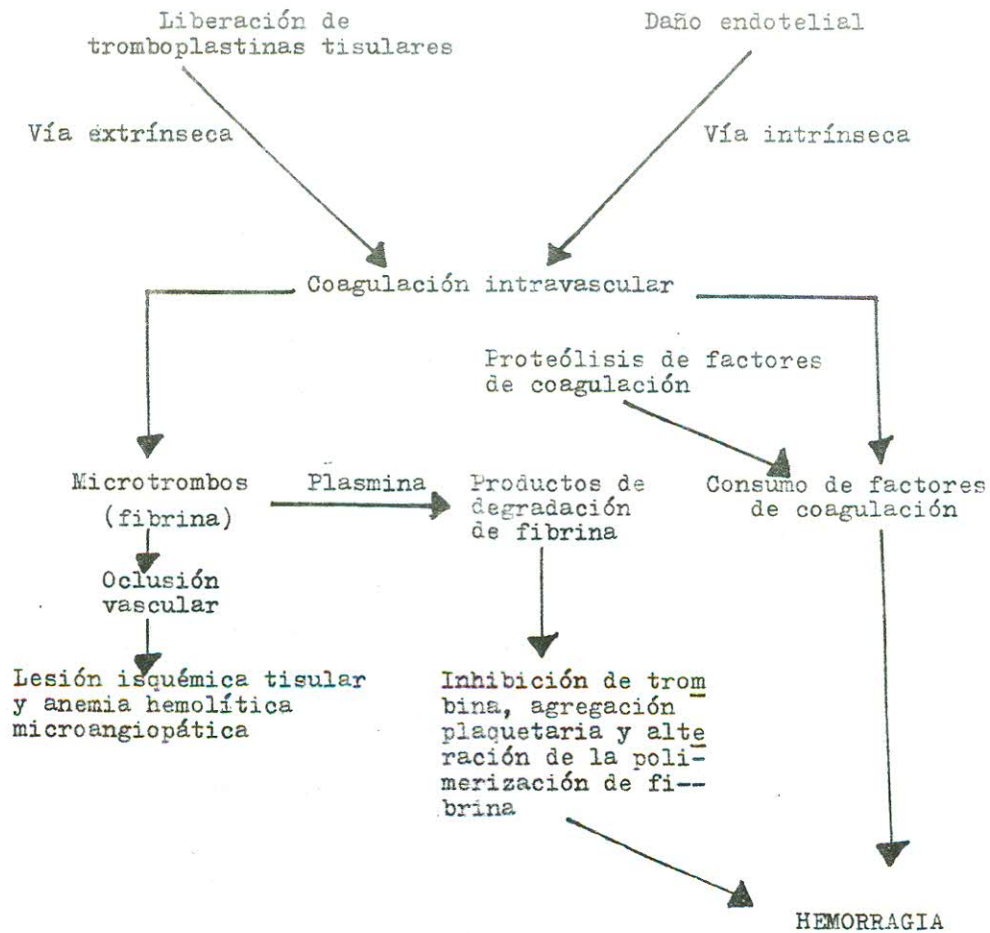 Liberación de
tromboplastinas tisulares
Daño endotelial
Vía extrínseca
Vía intrínseca
Coagulación intravascular
Proteólisis de factores
de coagulación
Microtrombos
(fibrina)
Plasmina
Productos de
degradación
de fibrina
Consumo de factores
de coagulación
Oclusión
vascular
Lesión isquémica tisular
y anemia hemolítica
microangiopática
Inhibición de trom
bina, agregación
plaquetaria y alte
ración de la poli-
merización de fi--
brina
HEMORRAGIA